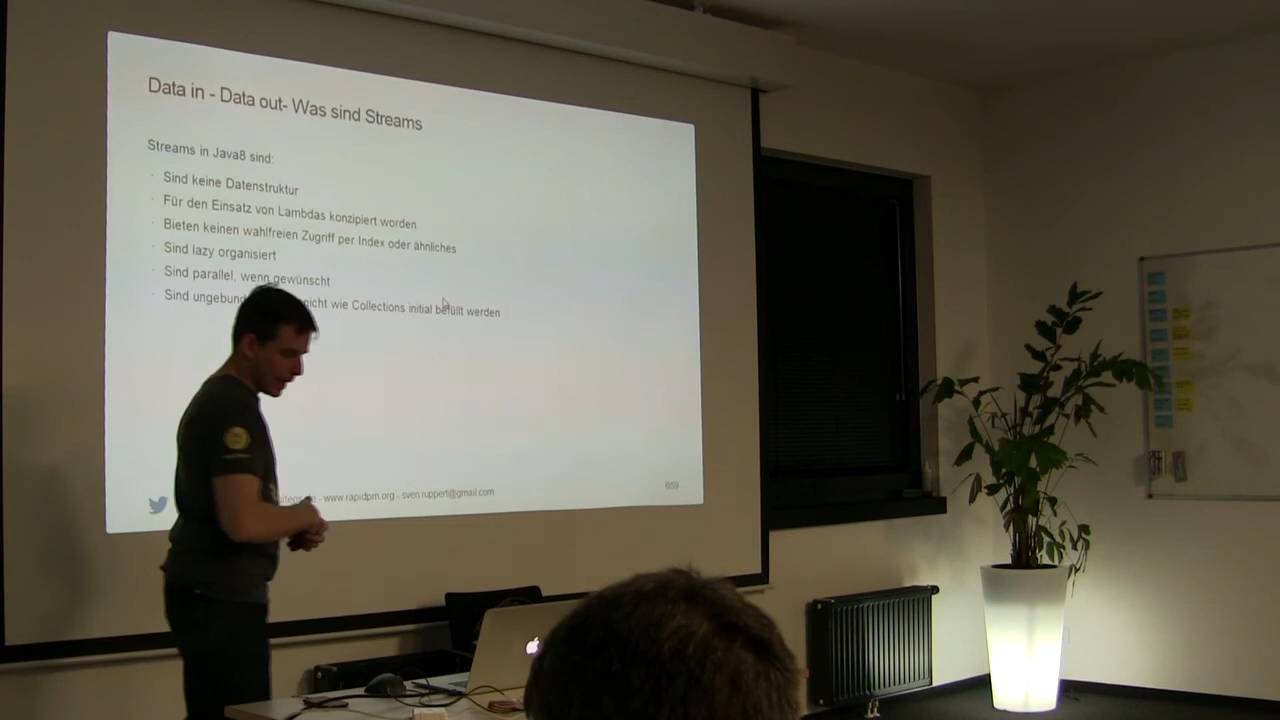 Data in - Data out- Was sind Streams
Streams in Java8 sind:
· Sind keine Datenstruktur
· Für den Einsatz von Lambdas konzipiert worden
· Bieten keinen wahlfreien Zugriff per Index oder ähnliches
· Sind lazy organisiert
· Sind parallel, wenn gewünscht
· Sind wie Collections initial befüllt werden
- www.rapidpm.org - sven.ruppert@gmail.com
6/59